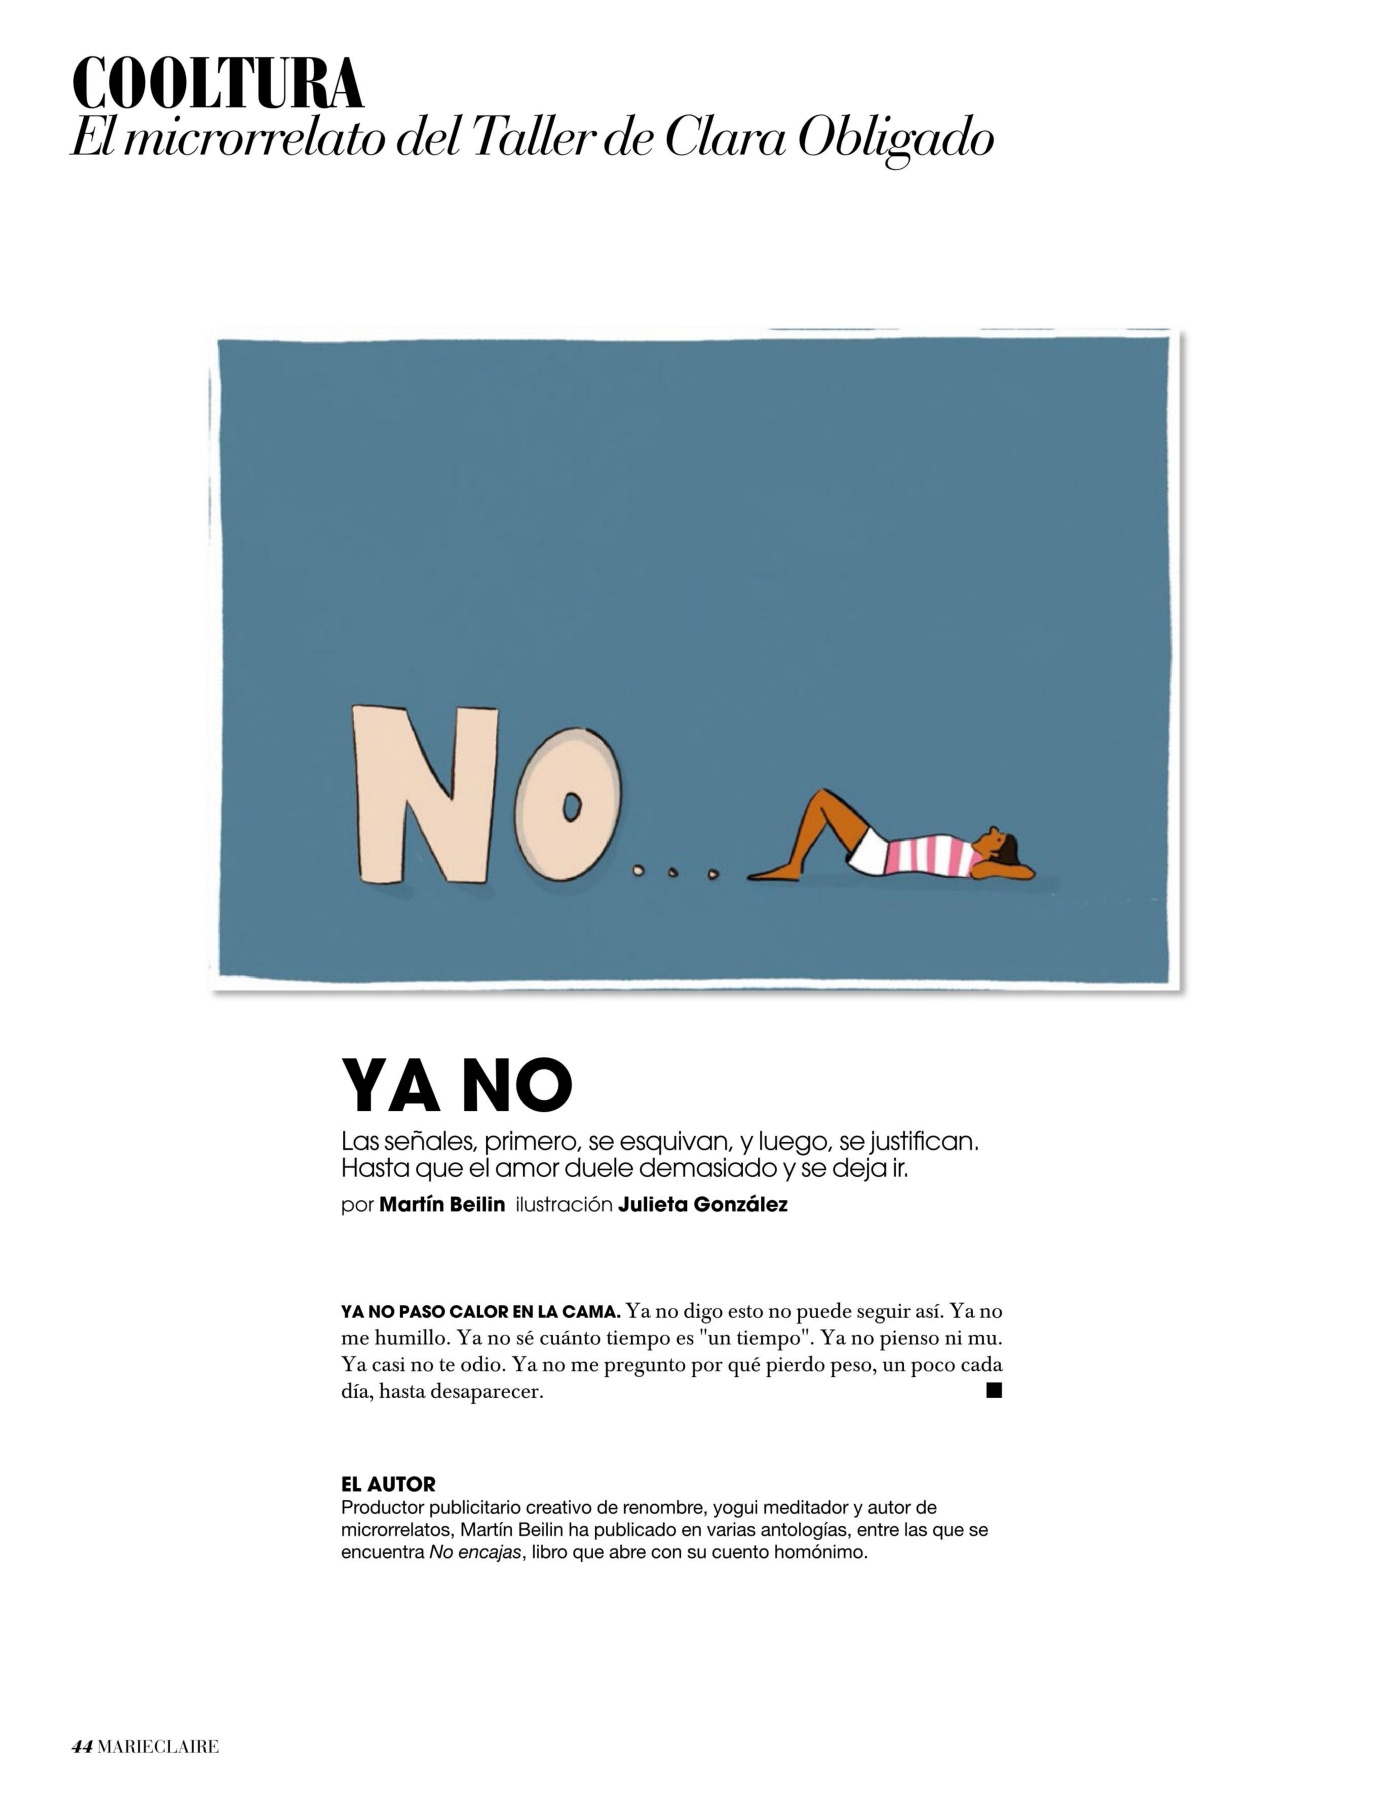 COOLTURA
El microrrelato del Taller de Clara Obligado
No...
YA NO
Las señales, primero, se esquivan, y luego, se justifican.
Hasta que el amor duele demasiado y se deja ir.
por Martín Beilin ilustración Julieta González
YA NO PASO CALOR EN LA CAMA. Ya no digo esto no puede seguir así. Ya no
me humillo. Ya no sé cuánto tiempo es "un tiempo". Ya no pienso ni mu.
Ya casi no te odio. Ya no me pregunto por qué pierdo peso, un poco cada
día, hasta desaparecer.
EL AUTOR
Productor publicitario creativo de renombre, yogui meditador y autor de
microrrelatos, Martín Beilin ha publicado en varias antologías, entre las que se
encuentra No encajas, libro que abre con su cuento homónimo.
44 MARIECLAIRE